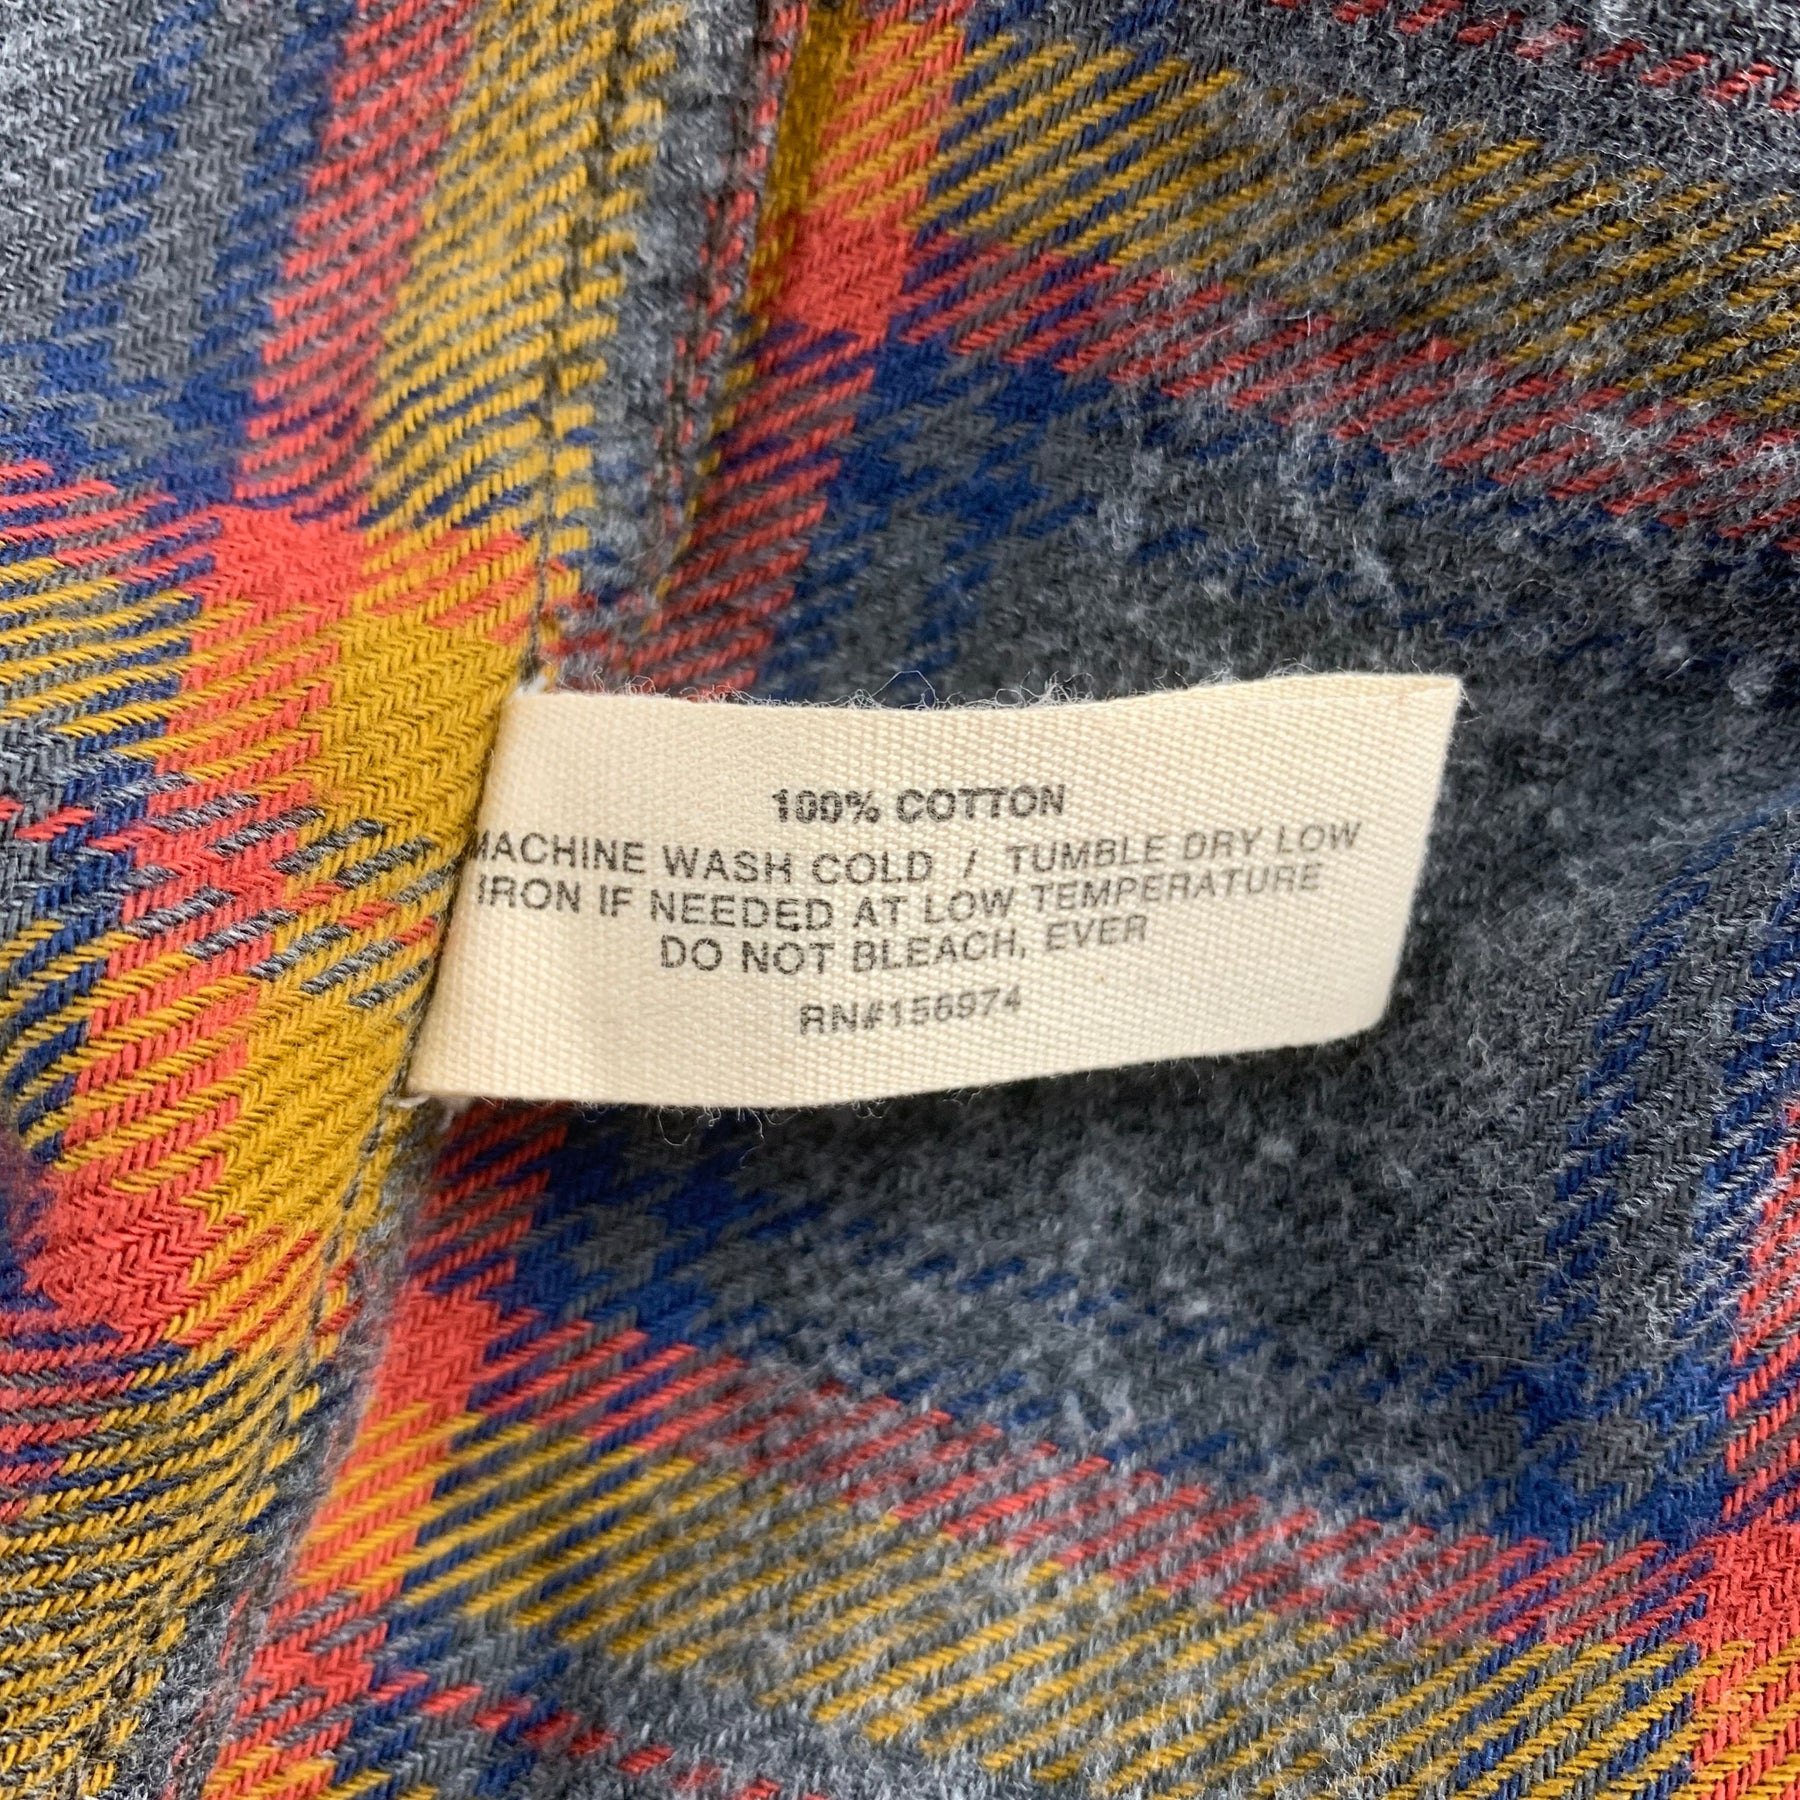 100% COTTON
MACHINE WASH COLD / TUMBLE DRY LOW
IRON IF NEEDED AT LOW TEMPERATURE
DO NOT BLEACH, EVER
RN#156974